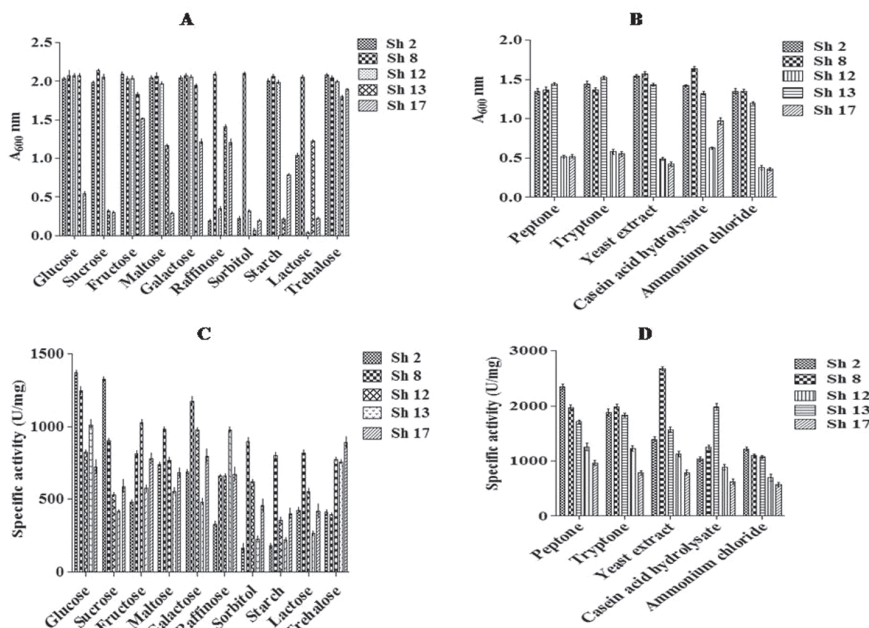 A
2.5
2.0
1.5
1.0
0.5
0.0
A600 nm
Glucose
Sucrose
Fructose
Maltose
Galactose
Raffinose
Sorbitol
Starch
Lactose
Trehalose
Sh 2
Sh 8
Sh 12
Sh 13
Sh 17
B
2.0
1.5
1.0
0.5
0.0
A600 nm
Peptone
Tryptone
Yeast extract
Casein acid hydrolysate
Ammonium chloride
Sh 2
Sh 8
Sh 12
Sh 13
Sh 17
C
1500
1000
500
0
Specific activity (U/mg)
Glucose
Sucrose
Fructose
Maltose
Galactose
Raffinose
Sorbitol
Starch
Lactose
Trehalose
Sh 2
Sh 8
Sh 12
Sh 13
Sh 17
D
3000
2000
1000
0
Specific activity (U/mg)
Peptone
Tryptone
Yeast extract
Casein acid hydrolysate
Ammonium chloride
Sh 2
Sh 8
Sh 12
Sh 13
Sh 17